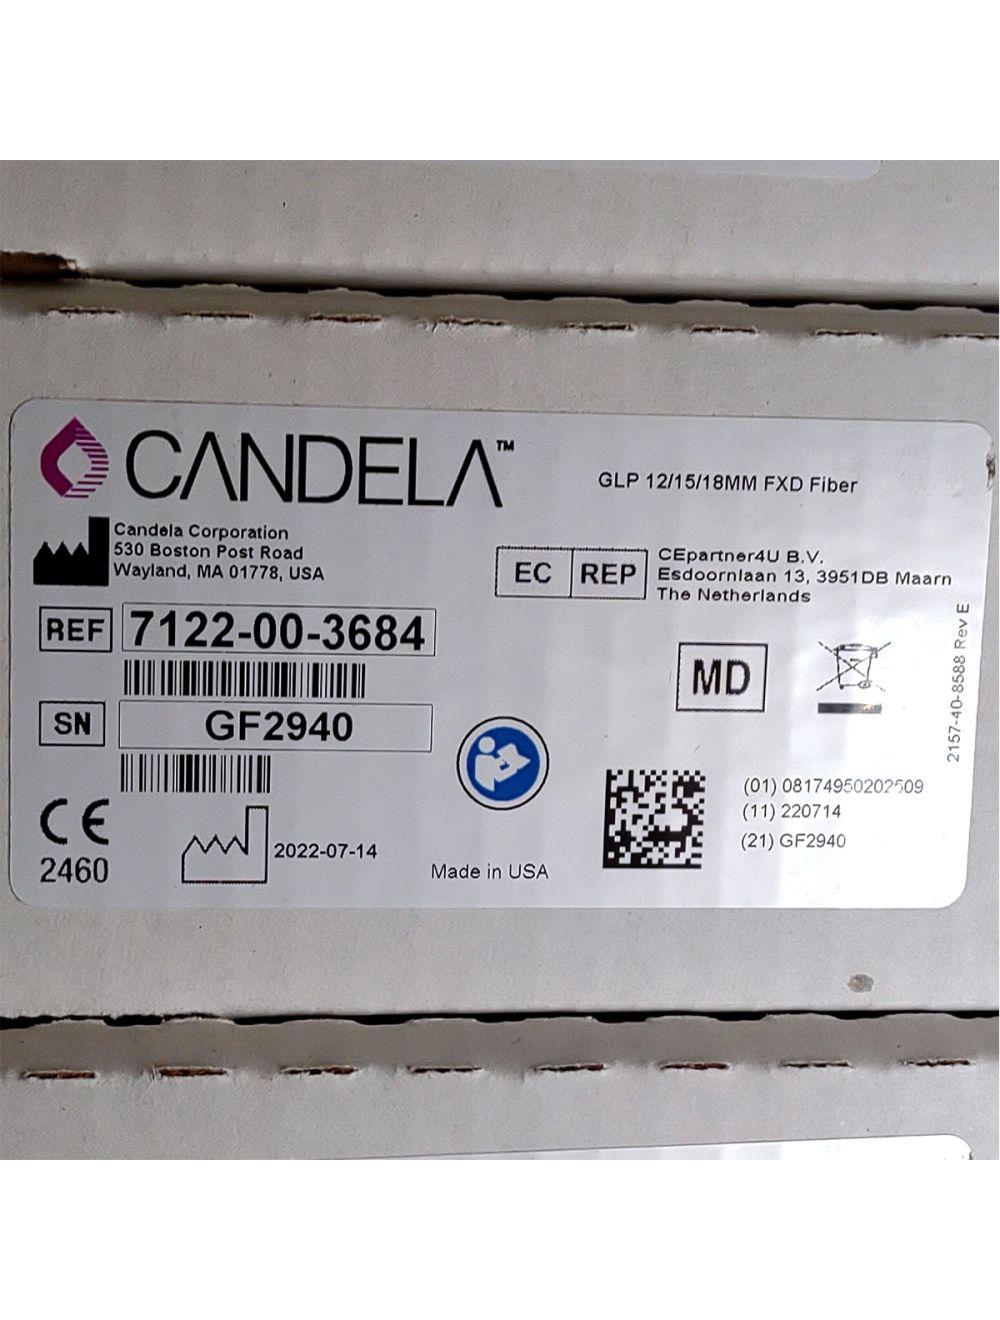 CANDELA™
GLP 12/15/18MM FXD Fiber
Candela Corporation
530 Boston Post Road
Wayland, MA 01778, USA
EC REP
CEpartner4U B.V.
Esdoornlaan 13, 3951DB Maarn
The Netherlands
REF 7122-00-3684
MD
SN GF2940
2157-40-8588 Rev E
CE
2460
2022-07-14
Made in USA
(01) 08174950202509
(11) 220714
(21) GF2940